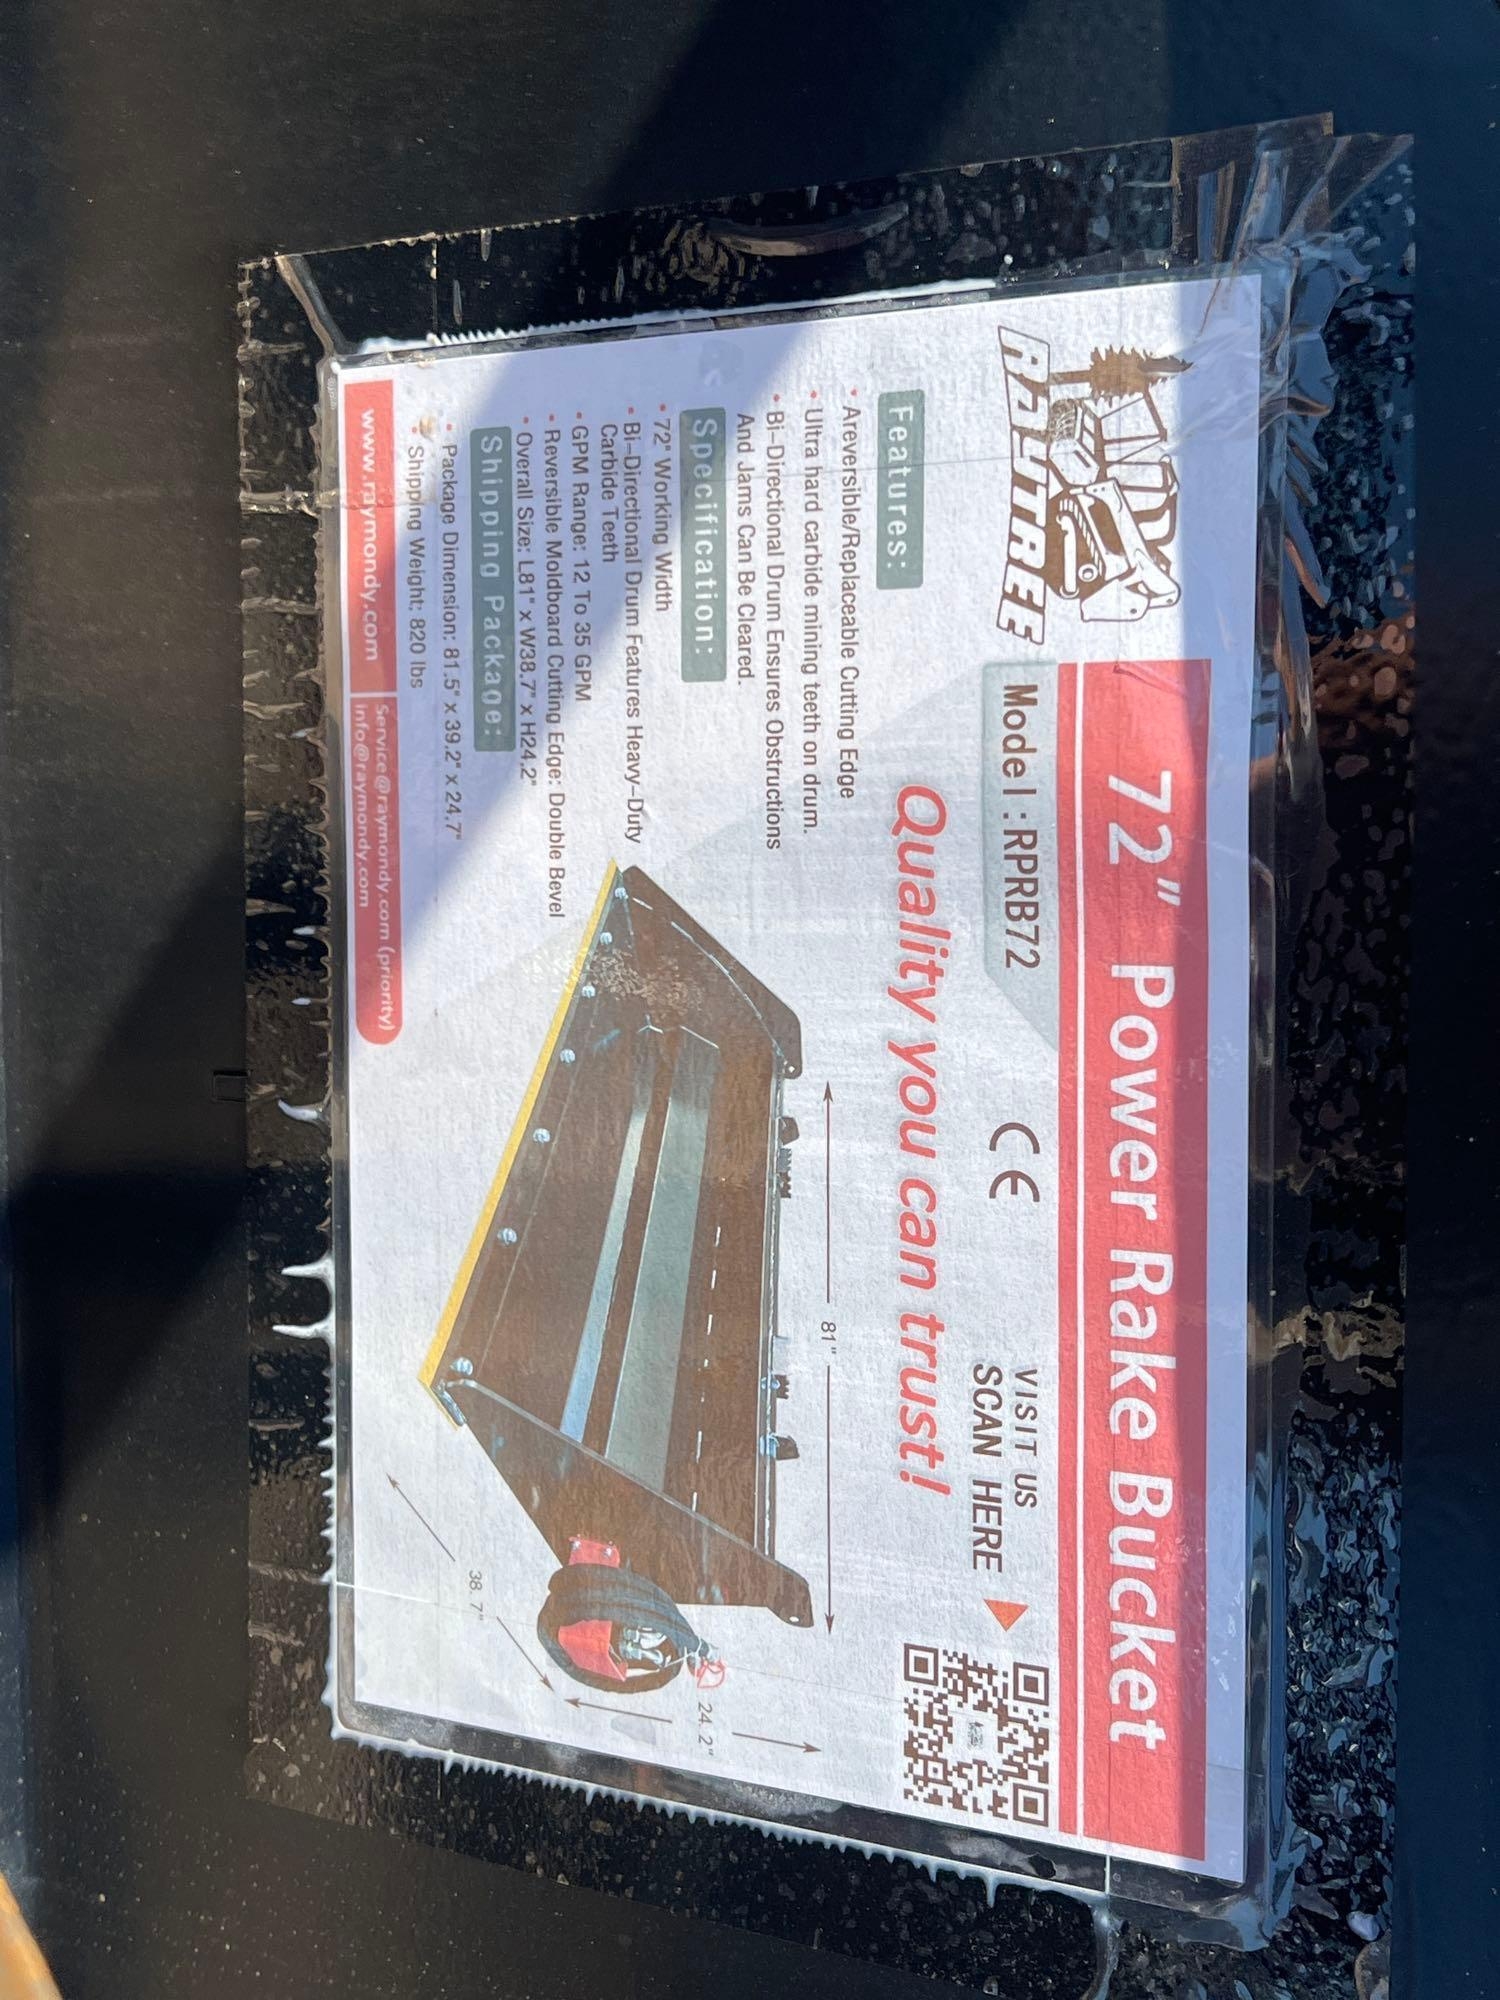 RAYTREE
72" Power Rake Bucket
Model:RPRB72
CE
VISIT US
SCAN HERE
Quality you can trust!
Features:
• Areversible/Replaceable Cutting Edge
• Ultra hard carbide mining teeth on drum.
• Bi-Directional Drum Ensures Obstructions
And Jams Can Be Cleared.
Specification:
• 72" Working Width
• Bi-Directional Drum Features Heavy-Duty
Carbide Teeth
• GPM Range: 12 To 35 GPM
• Reversible Moldboard Cutting Edge: Double Bevel
• Overall Size: L81" x W38.7" x H24.2"
Shipping Package:
• Package Dimension: 81.5" x 39.2" x 24.7"
• Shipping Weight: 820 lbs
81"
38.7"
24.2"
www.raymondy.com
Service@raymondy.com (priority)
info@raymondy.com